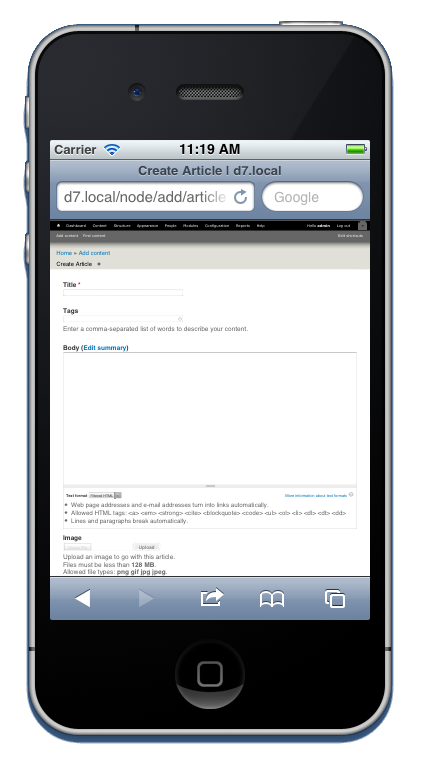 Carrier 11:19 AM
Create Article | d7.local
d7.local/node/add/article Google
Dashboard Content Structure Appearance People Modules Configuration Reports Help Hello admin Log out
Add content Find content Edit shortcuts
Home » Add content
Create Article
Title *
Tags
Enter a comma-separated list of words to describe your content.
Body (Edit summary)
Text format Filtered HTML More information about text formats
Web page addresses and e-mail addresses turn into links automatically.
Allowed HTML tags: <a> <em> <strong> <cite> <blockquote> <code> <ul> <ol> <li> <dl> <dt> <dd>
Lines and paragraphs break automatically.
Image
Upload
Upload an image to go with this article.
Files must be less than 128 MB.
Allowed file types: png gif jpg jpeg.